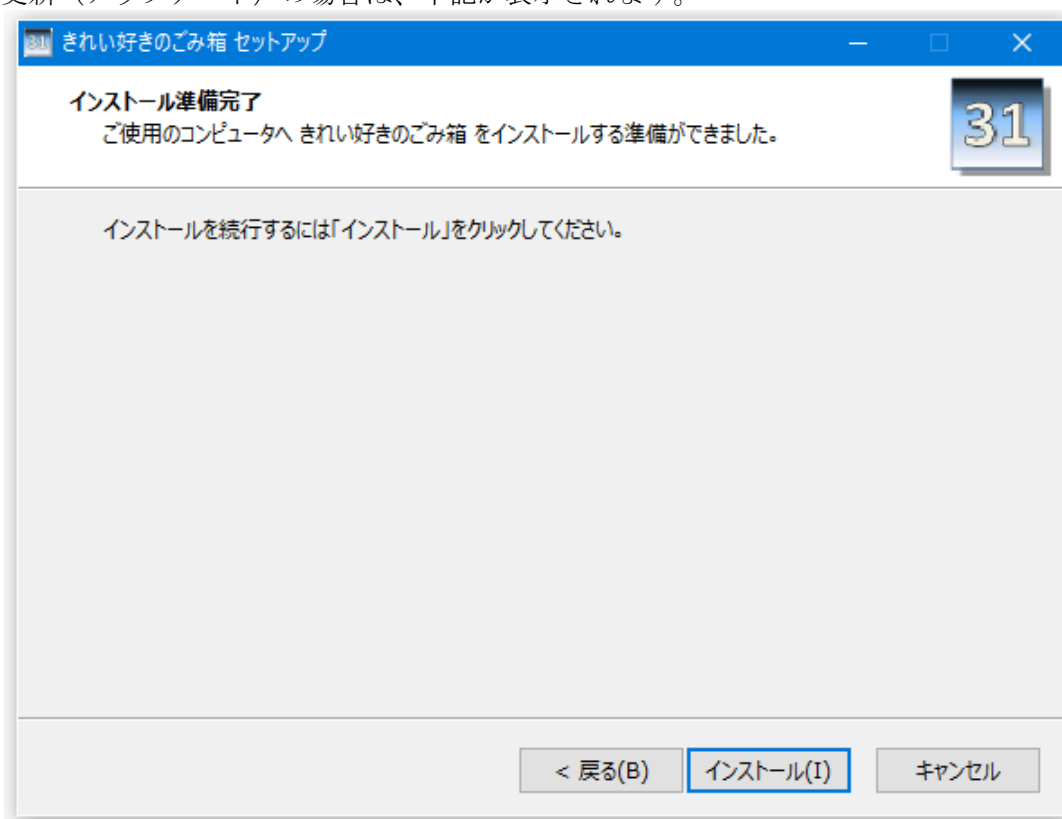 更新（アップデート）の場合は、下記が表示されます。
31 きれい好きのごみ箱 セットアップ
インストール準備完了
ご使用のコンピュータへ きれい好きのごみ箱 をインストールする準備ができました。
31
インストールを続行するには「インストール」をクリックしてください。
< 戻る(B) インストール(I) キャンセル